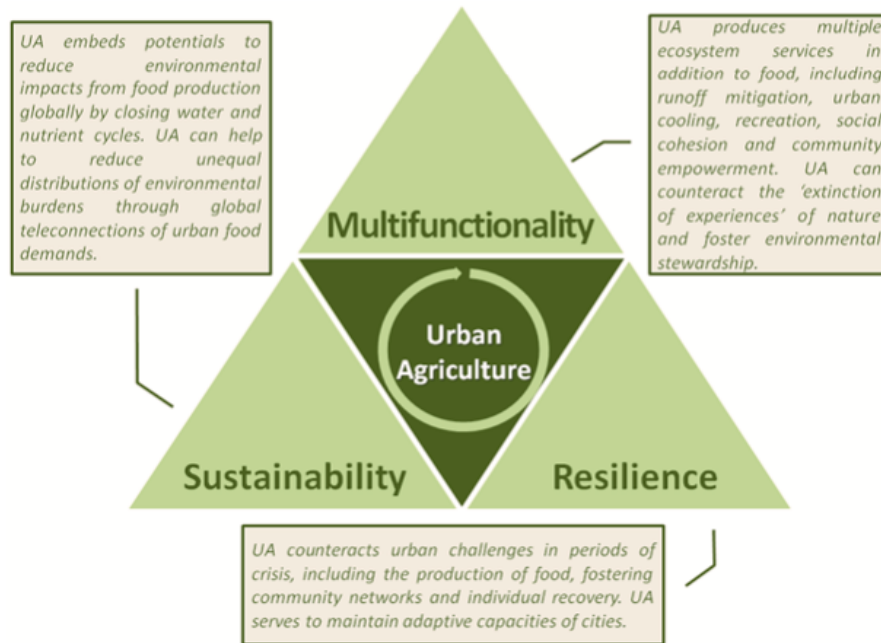 UA embeds potentials to
reduce environmental
impacts from food production
globally by closing water and
nutrient cycles. UA can help
to reduce unequal
distributions of environmental
burdens through global
teleconnections of urban food
demands.
UA produces multiple
ecosystem services in
addition to food, including
runoff mitigation, urban
cooling, recreation, social
cohesion and community
empowerment. UA can
counteract the ‘extinction
of experiences’ of nature
and foster environmental
stewardship.
Multifunctionality
Urban
Agriculture
Sustainability
Resilience
UA counteracts urban challenges in periods of
crisis, including the production of food, fostering
community networks and individual recovery. UA
serves to maintain adaptive capacities of cities.